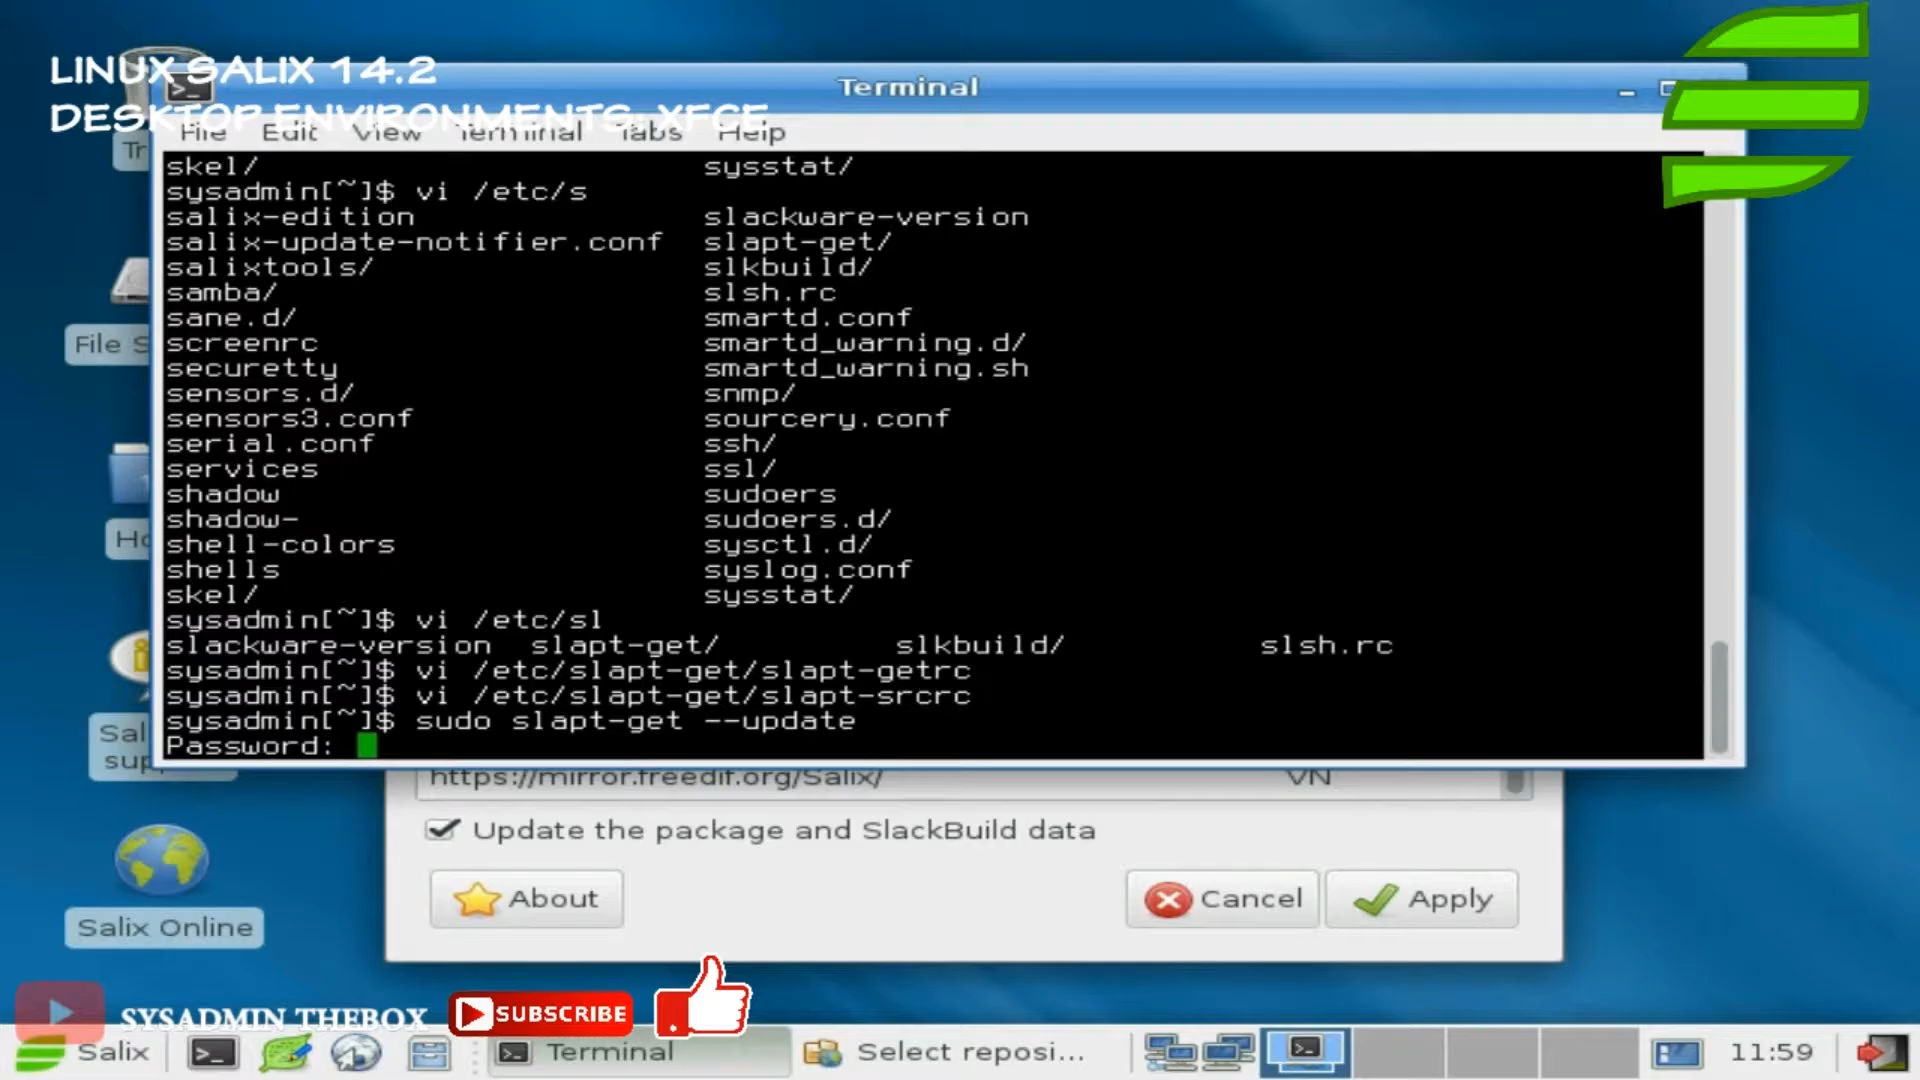 LINUX SALIX 14.2
DESKTOP ENVIRONMENTS: XFCE
Terminal
File Edit View Terminal Tabs Help
skel/ sysstat/
sysadmin[~]$ vi /etc/s
salix-edition slackware-version
salix-update-notifier.conf slapt-get/
salixtools/ slkbuild/
samba/ slsh.rc
sane.d/ smartd.conf
screenrc smartd_warning.d/
securetty smartd_warning.sh
sensors.d/ snmp/
sensors3.conf sourcery.conf
serial.conf ssh/
services ssl/
shadow sudoers
shadow- sudoers.d/
shell-colors sysctl.d/
shells syslog.conf
skel/ sysstat/
sysadmin[~]$ vi /etc/sl
slackware-version slapt-get/ slkbuild/ slsh.rc
sysadmin[~]$ vi /etc/slapt-get/slapt-getrc
sysadmin[~]$ vi /etc/slapt-get/slapt-srcrc
sysadmin[~]$ sudo slapt-get --update
Password:
Tr
File S
Ho
Sal
sup
https://mirror.freedif.org/Salix/ VN
Update the package and SlackBuild data
About Cancel Apply
Salix Online
SYSADMIN THEBOX SUBSCRIBE
Salix Terminal Select reposi... 11:59